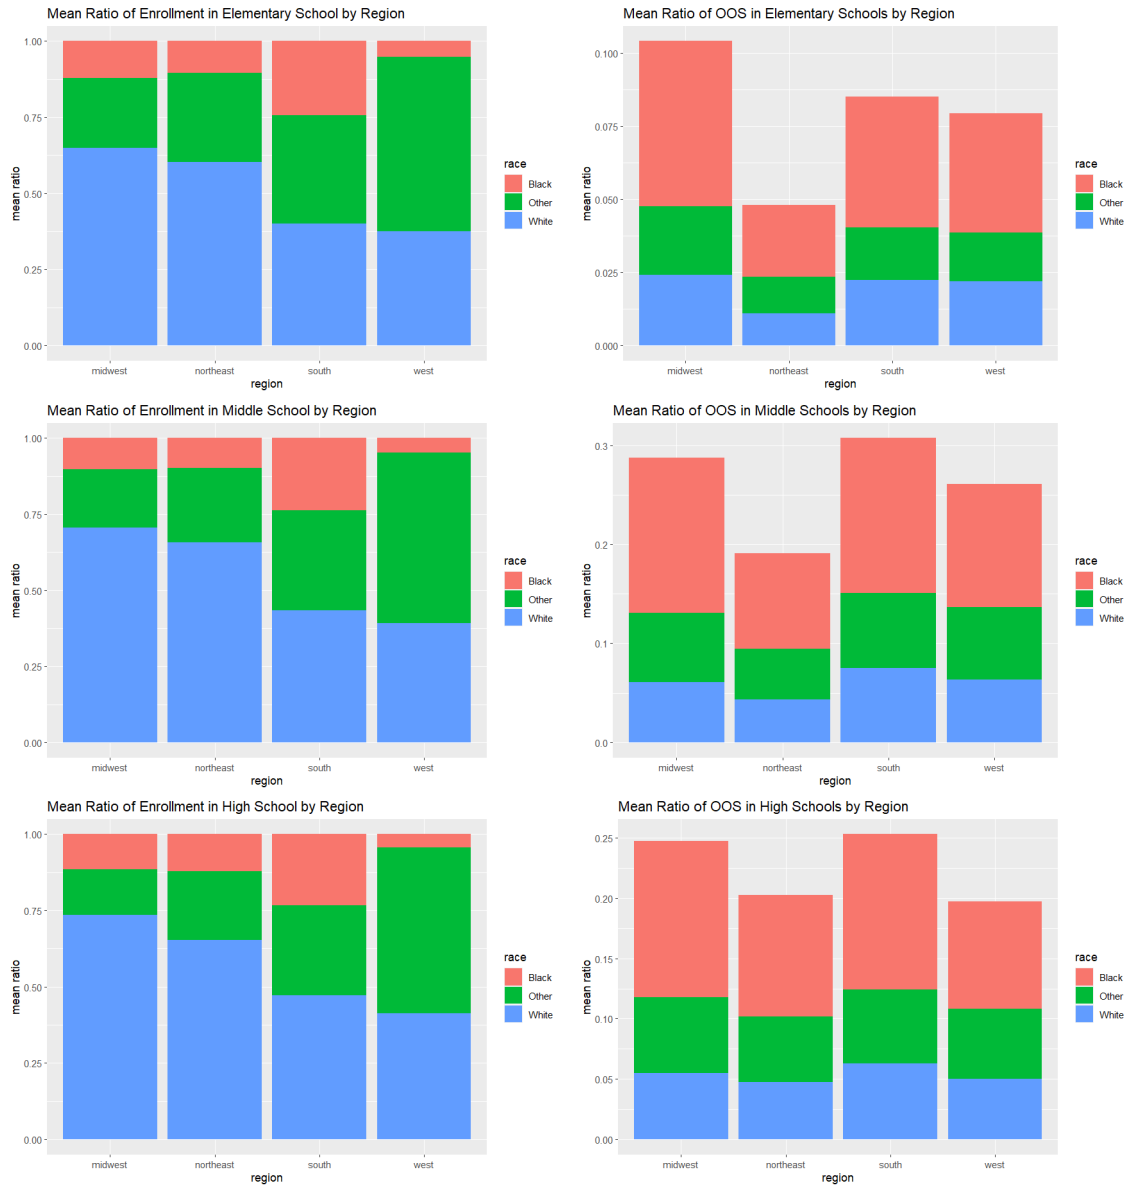 Mean Ratio of Enrollment in Elementary School by Region
1.00
0.75
0.50
0.25
0.00
mean ratio
midwest northeast south west
region
race
Black
Other
White
Mean Ratio of OOS in Elementary Schools by Region
0.100
0.075
0.050
0.025
0.000
mean ratio
midwest northeast south west
region
race
Black
Other
White
Mean Ratio of Enrollment in Middle School by Region
1.00
0.75
0.50
0.25
0.00
mean ratio
midwest northeast south west
region
race
Black
Other
White
Mean Ratio of OOS in Middle Schools by Region
0.3
0.2
0.1
0.0
mean ratio
midwest northeast south west
region
race
Black
Other
White
Mean Ratio of Enrollment in High School by Region
1.00
0.75
0.50
0.25
0.00
mean ratio
midwest northeast south west
region
race
Black
Other
White
Mean Ratio of OOS in High Schools by Region
0.25
0.20
0.15
0.10
0.05
0.00
mean ratio
midwest northeast south west
region
race
Black
Other
White